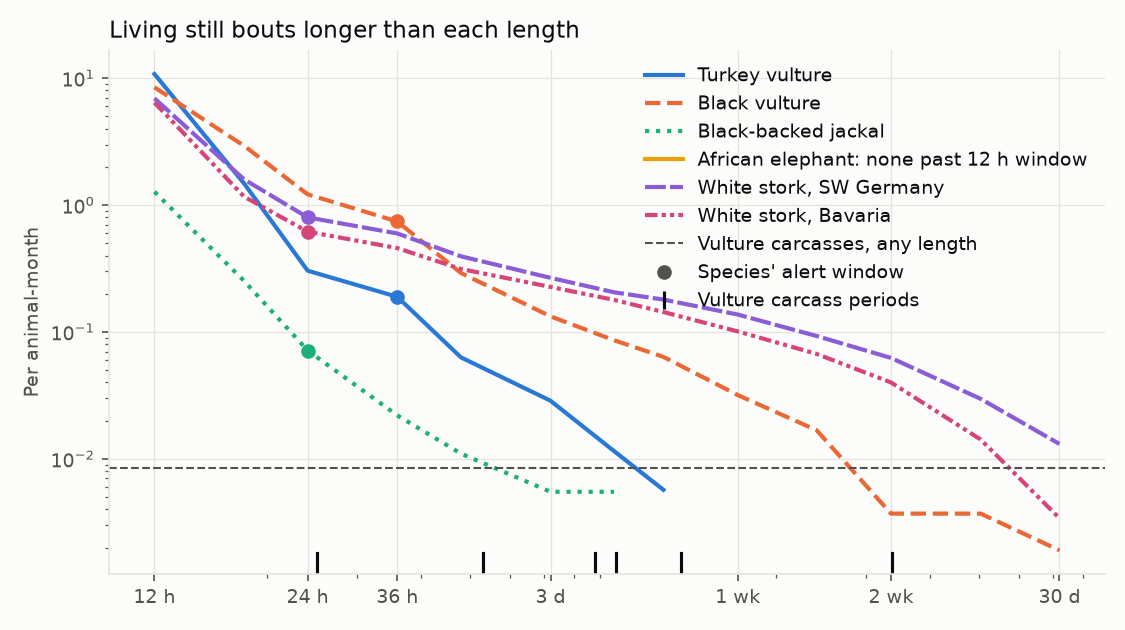 Living still bouts longer than each length
Per animal-month
10¹
10⁰
10⁻¹
10⁻²
Turkey vulture
Black vulture
Black-backed jackal
African elephant: none past 12 h window
White stork, SW Germany
White stork, Bavaria
Vulture carcasses, any length
Species' alert window
Vulture carcass periods
12 h
24 h
36 h
3 d
1 wk
2 wk
30 d